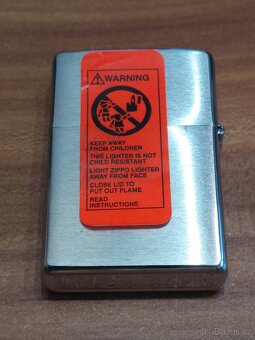 WARNING
KEEP AWAY
FROM CHILDREN
THIS LIGHTER IS NOT
CHILD RESISTANT
LIGHT ZIPPO LIGHTER
AWAY FROM FACE
CLOSE LID TO
PUT OUT FLAME
READ
INSTRUCTIONS